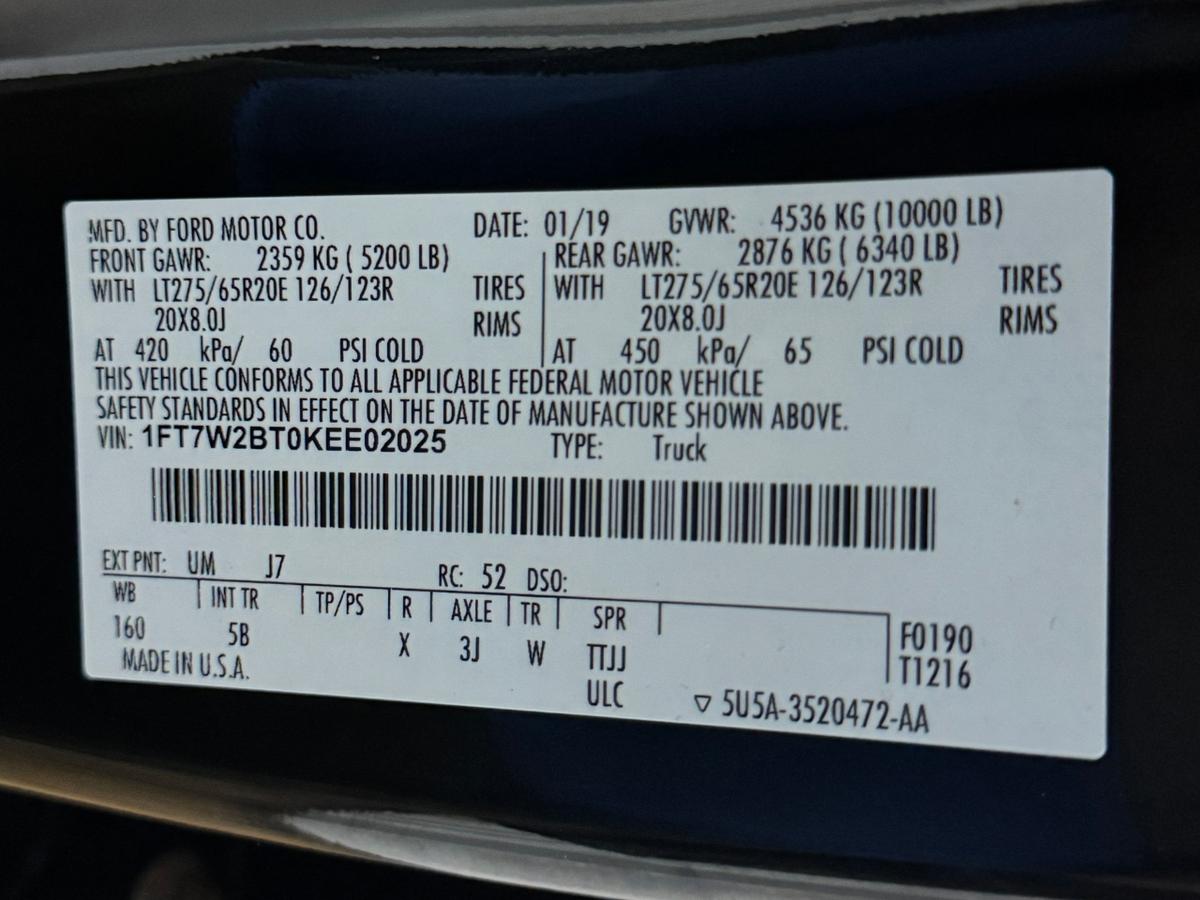 MFD. BY FORD MOTOR CO. DATE: 01/19 GVWR: 4536 KG (10000 LB)
FRONT GAWR: 2359 KG ( 5200 LB) REAR GAWR: 2876 KG ( 6340 LB)
WITH LT275/65R20E 126/123R TIRES WITH LT275/65R20E 126/123R TIRES
20X8.0J RIMS 20X8.0J RIMS
AT 420 kPa/ 60 PSI COLD AT 450 kPa/ 65 PSI COLD
THIS VEHICLE CONFORMS TO ALL APPLICABLE FEDERAL MOTOR VEHICLE
SAFETY STANDARDS IN EFFECT ON THE DATE OF MANUFACTURE SHOWN ABOVE.
VIN: 1FT7W2BT0KEE02025 TYPE: Truck
EXT PNT: UM J7 RC: 52 DSO:
WB INT TR TP/PS R AXLE TR SPR
160 5B X 3J W TTJJ F0190
MADE IN U.S.A. ULC T1216
▽ 5U5A-3520472-AA